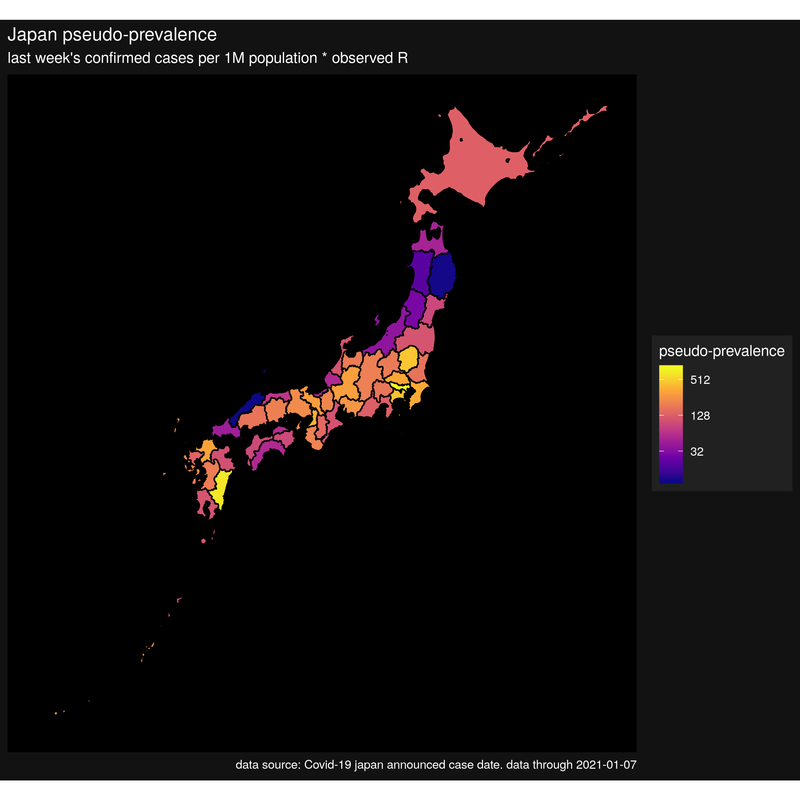 Japan pseudo-prevalence
last week's confirmed cases per 1M population * observed R
pseudo-prevalence
512
128
32
data source: Covid-19 japan announced case date. data through 2021-01-07